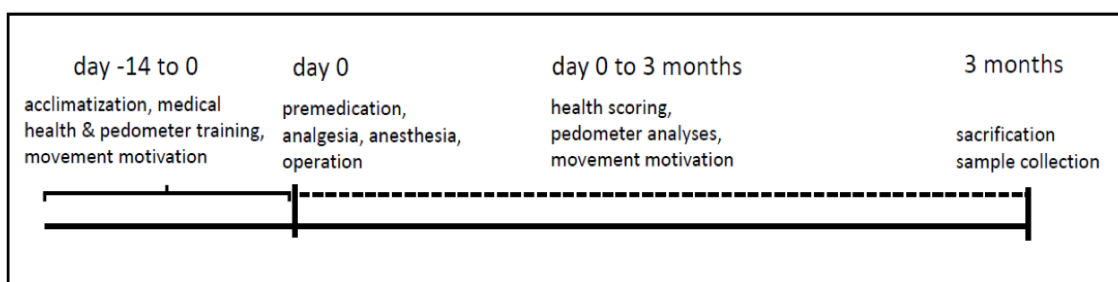 day -14 to 0
acclimatization, medical
health & pedometer training,
movement motivation
day 0
premedication,
analgesia, anesthesia,
operation
day 0 to 3 months
health scoring,
pedometer analyses,
movement motivation
3 months
sacrification
sample collection